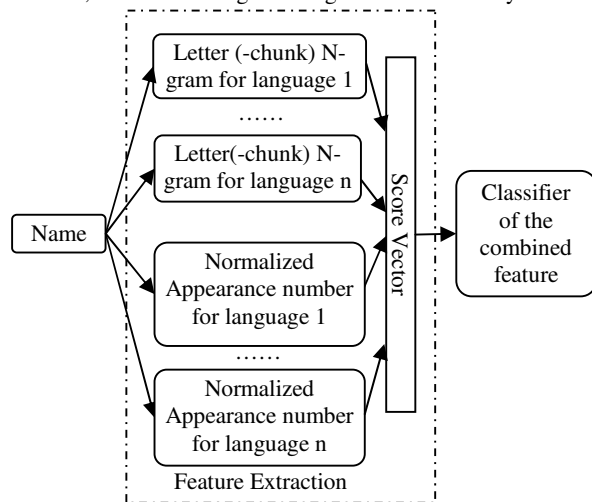 Name
Letter (-chunk) N-
gram for language 1
……
Letter(-chunk) N-
gram for language n
Normalized
Appearance number
for language 1
……
Normalized
Appearance number
for language n
Feature Extraction
Score Vector
Classifier
of the
combined
feature